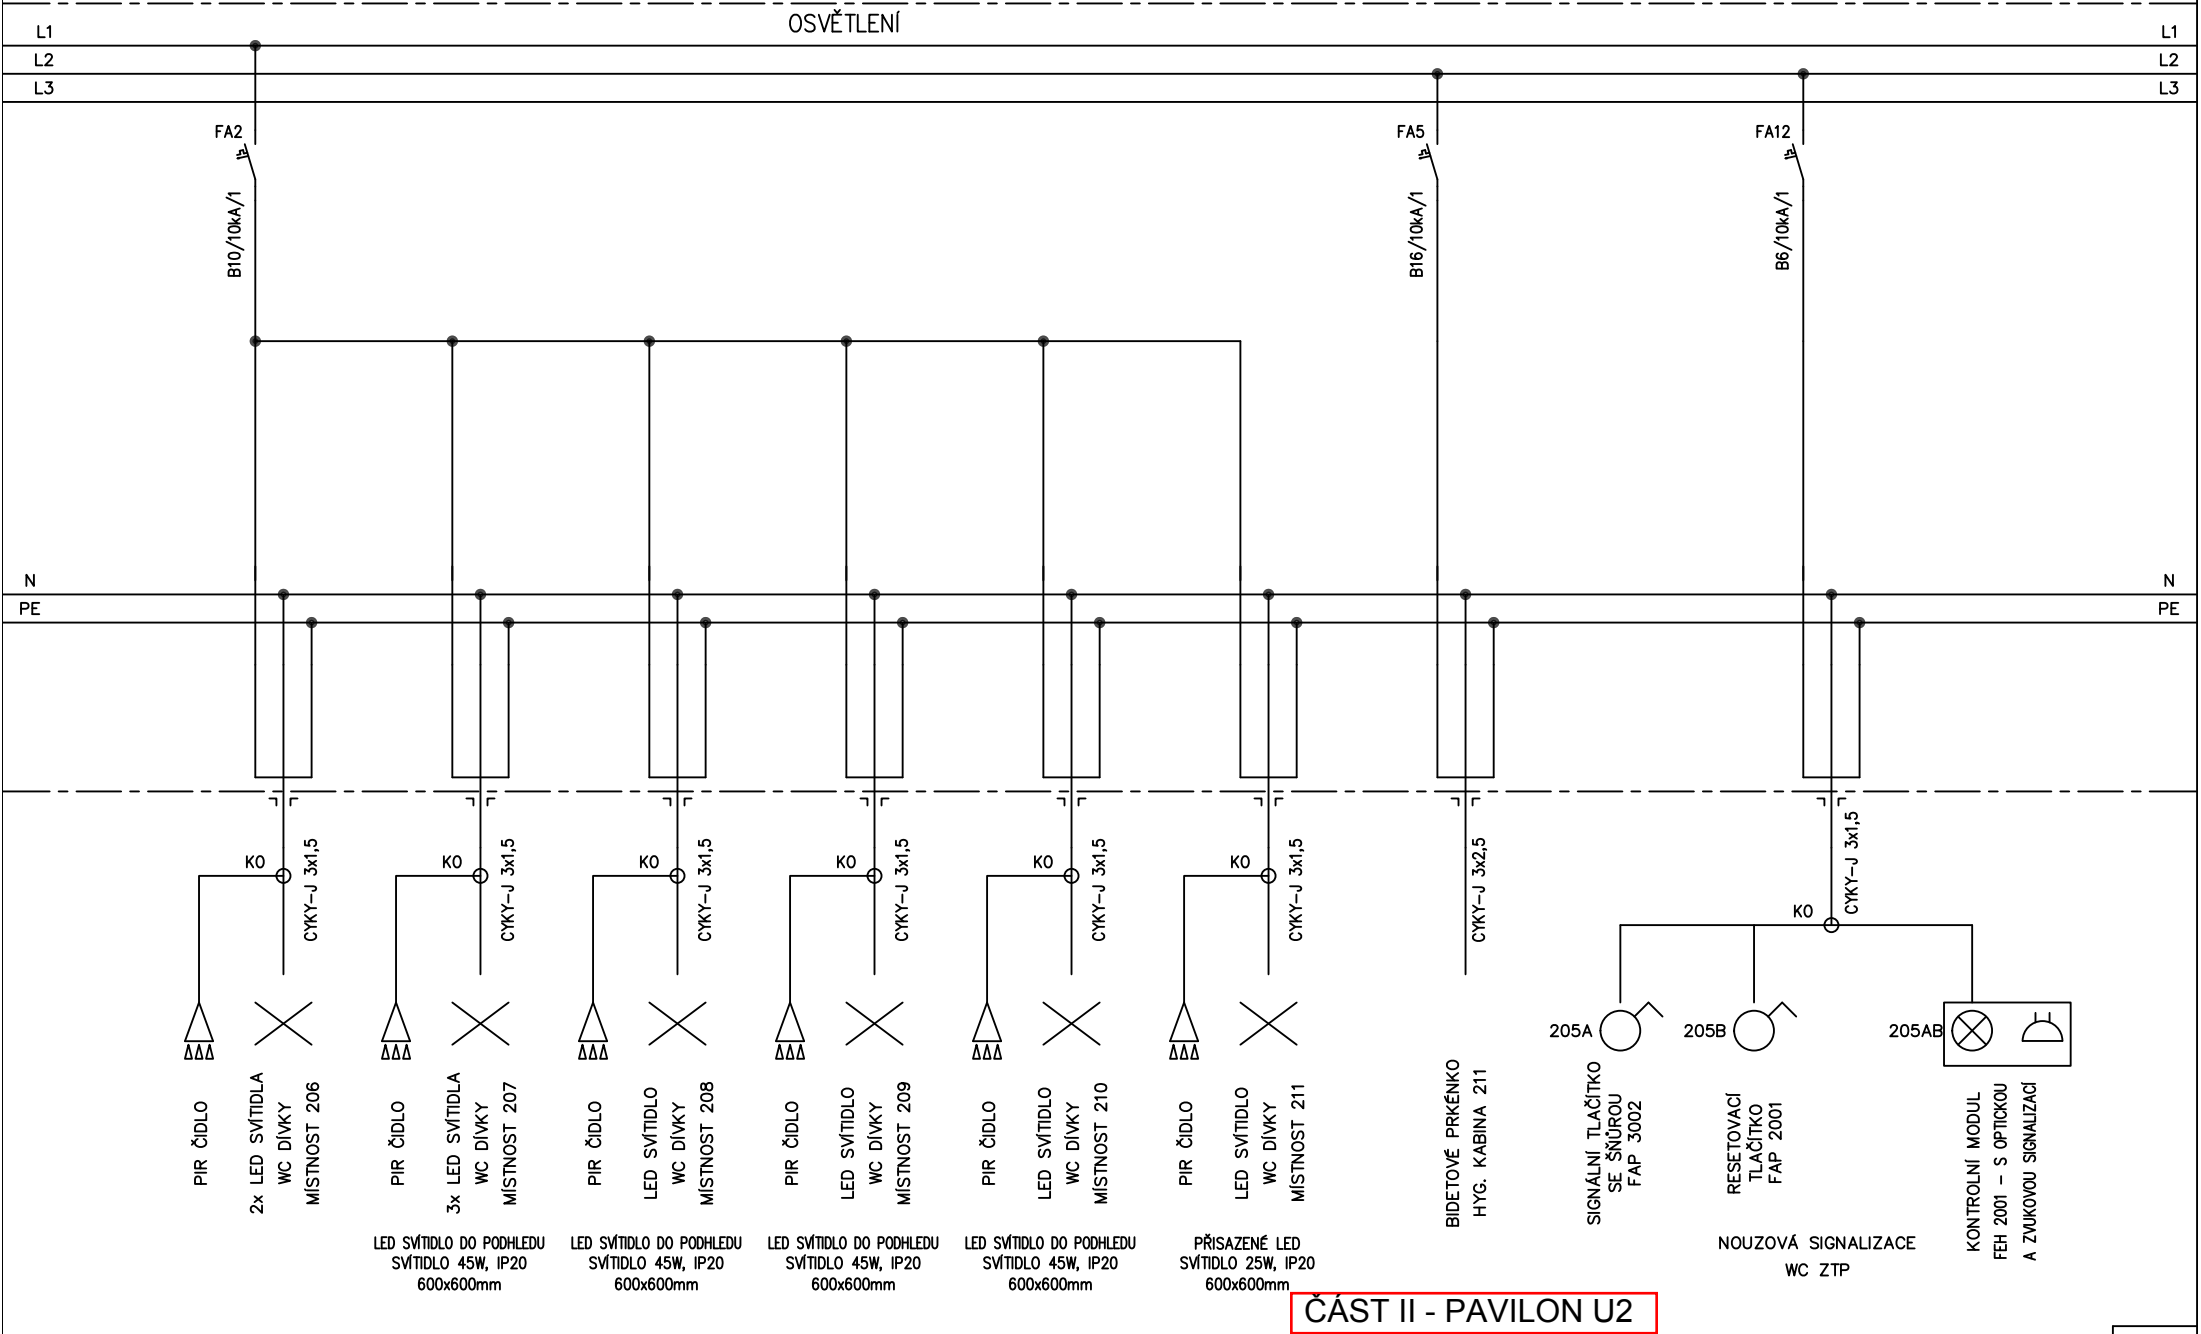 OSVĚTLENÍ
L1
L1
L2
L2
L3
L3
FA2
FA5
FA12
B10/10kA/1
B16/10kA/1
B6/10kA/1
N
N
PE
PE
KO
CYKY-J 3x1,5
KO
CYKY-J 3x1,5
KO
CYKY-J 3x1,5
KO
CYKY-J 3x1,5
KO
CYKY-J 3x1,5
KO
CYKY-J 3x1,5
CYKY-J 3x2,5
KO
CYKY-J 3x1,5
205A
205B
205AB
PIR ČIDLO
2x LED SVÍTIDLA
WC DÍVKY
MÍSTNOST 206
PIR ČIDLO
3x LED SVÍTIDLA
WC DÍVKY
MÍSTNOST 207
PIR ČIDLO
LED SVÍTIDLO
WC DÍVKY
MÍSTNOST 208
PIR ČIDLO
LED SVÍTIDLO
WC DÍVKY
MÍSTNOST 209
PIR ČIDLO
LED SVÍTIDLO
WC DÍVKY
MÍSTNOST 210
PIR ČIDLO
LED SVÍTIDLO
WC DÍVKY
MÍSTNOST 211
BIDETOVÉ PRKÉNKO
HYG. KABINA 211
SIGNÁLNÍ TLAČÍTKO
SE ŠŇŮROU
FAP 3002
RESETOVACÍ
TLAČÍTKO
FAP 2001
KONTROLNÍ MODUL
FEH 2001 - S OPTICKOU
A ZVUKOVOU SIGNALIZACÍ
LED SVÍTIDLO DO PODHLEDU
SVÍTIDLO 45W, IP20
600x600mm
LED SVÍTIDLO DO PODHLEDU
SVÍTIDLO 45W, IP20
600x600mm
LED SVÍTIDLO DO PODHLEDU
SVÍTIDLO 45W, IP20
600x600mm
LED SVÍTIDLO DO PODHLEDU
SVÍTIDLO 45W, IP20
600x600mm
PŘISAZENÉ LED
SVÍTIDLO 25W, IP20
600x600mm
NOUZOVÁ SIGNALIZACE
WC ZTP
ČÁST II - PAVILON U2